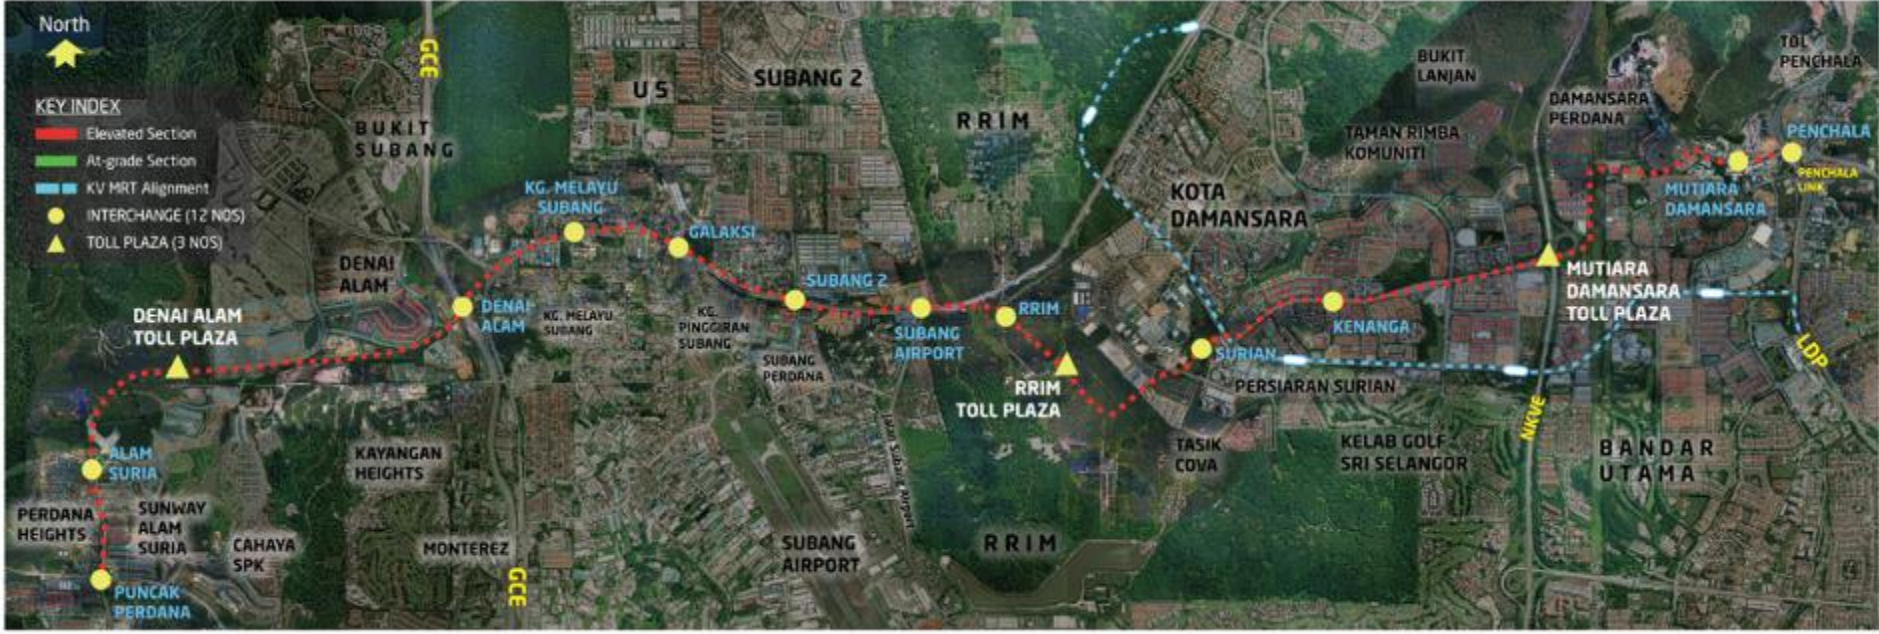 North
KEY INDEX
Elevated Section
At-grade Section
KV MRT Alignment
INTERCHANGE (12 NOS)
TOLL PLAZA (3 NOS)
GCE
BUKIT
SUBANG
U5
SUBANG 2
RRIM
BUKIT
LANJAN
TOL
PENCHALA
DAMANSARA
PERDANA
TAMAN RIMBA
KOMUNITI
PENCHALA
PENCHALA
LINK
MUTIARA
DAMANSARA
KOTA
DAMANSARA
KG. MELAYU
SUBANG
GALAKSI
DENAI
ALAM
SUBANG 2
DENAI
ALAM
KG. MELAYU
SUBANG
KG.
PINGGIRAN
SUBANG
SUBANG
PERDANA
SUBANG
AIRPORT
RRIM
KENANGA
MUTIARA
DAMANSARA
TOLL PLAZA
DENAI ALAM
TOLL PLAZA
SURIAN
PERSIARAN SURIAN
LDP
NKVE
RRIM
TOLL PLAZA
Jalan Subang Airport
TASIK
COVA
KELAB GOLF
SRI SELANGOR
BANDAR
UTAMA
ALAM
SURIA
KAYANGAN
HEIGHTS
PERDANA
HEIGHTS
SUNWAY
ALAM
SURIA
CAHAYA
SPK
MONTEREZ
GCE
SUBANG
AIRPORT
RRIM
PUNCAK
PERDANA